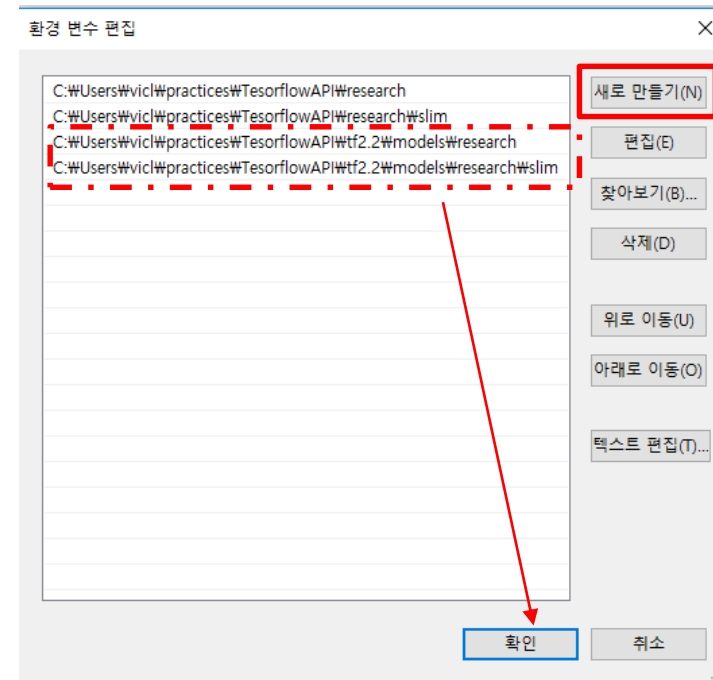 환경 변수 편집
C:₩Users₩vicl₩practices₩TesorflowAPI₩research
C:₩Users₩vicl₩practices₩TesorflowAPI₩research₩slim
C:₩Users₩vicl₩practices₩TesorflowAPI₩tf2.2₩models₩research
C:₩Users₩vicl₩practices₩TesorflowAPI₩tf2.2₩models₩research₩slim
새로 만들기(N)
편집(E)
찾아보기(B)...
삭제(D)
위로 이동(U)
아래로 이동(O)
텍스트 편집(T)...
확인
취소